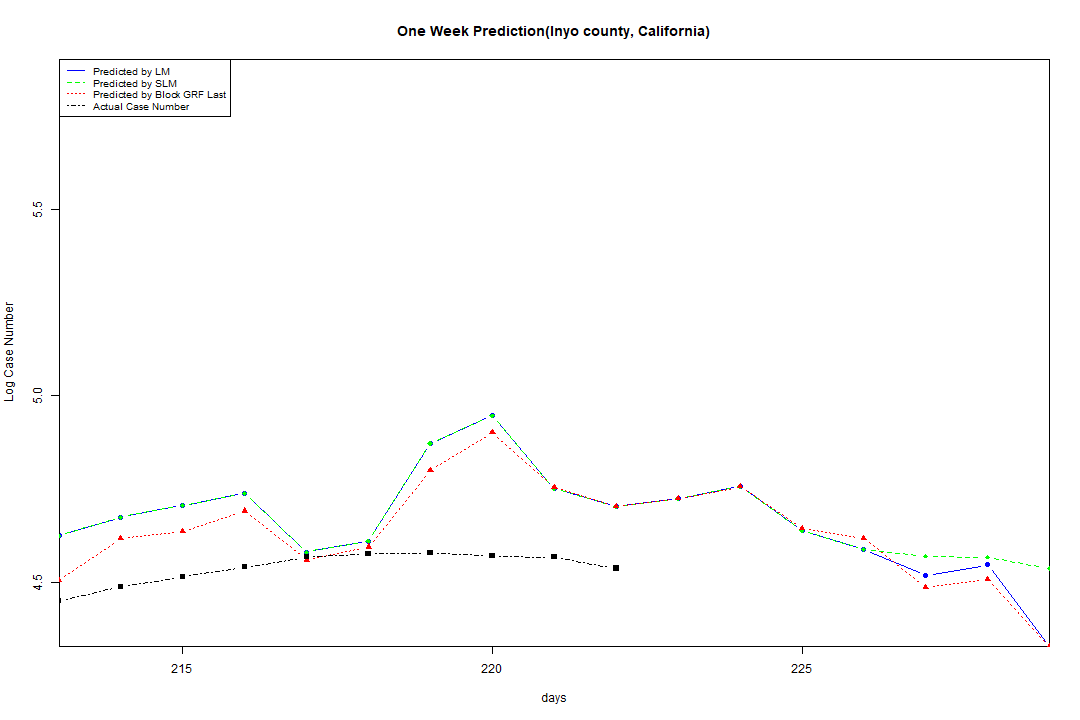 One Week Prediction(Inyo county, California)
Predicted by LM
Predicted by SLM
Predicted by Block GRF Last
Actual Case Number
5.5
5.0
4.5
Log Case Number
215
220
225
days